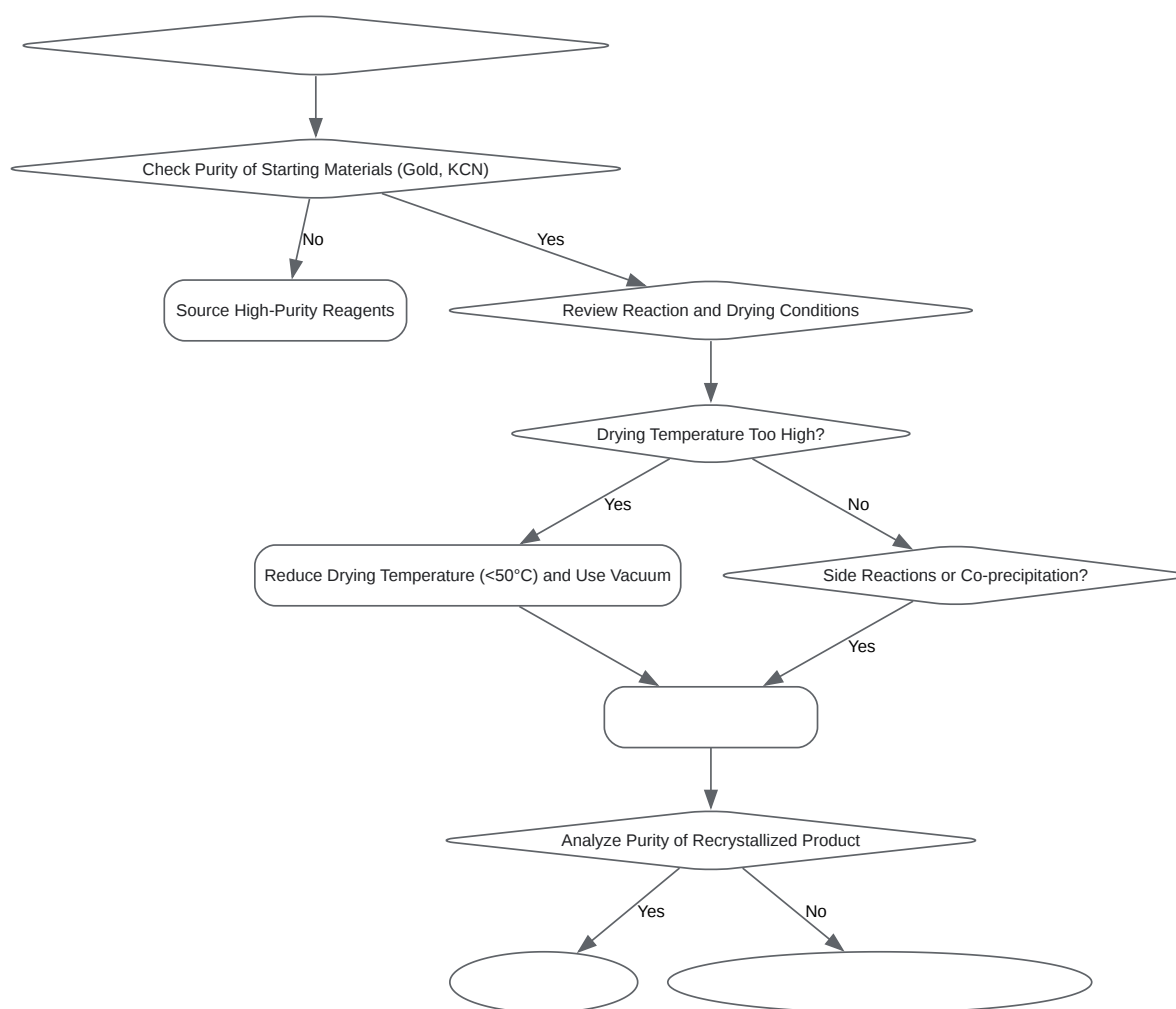 Check Purity of Starting Materials (Gold, KCN)
No
Yes
Source High-Purity Reagents
Review Reaction and Drying Conditions
Drying Temperature Too High?
Yes
No
Reduce Drying Temperature (<50°C) and Use Vacuum
Side Reactions or Co-precipitation?
Yes
Analyze Purity of Recrystallized Product
Yes
No